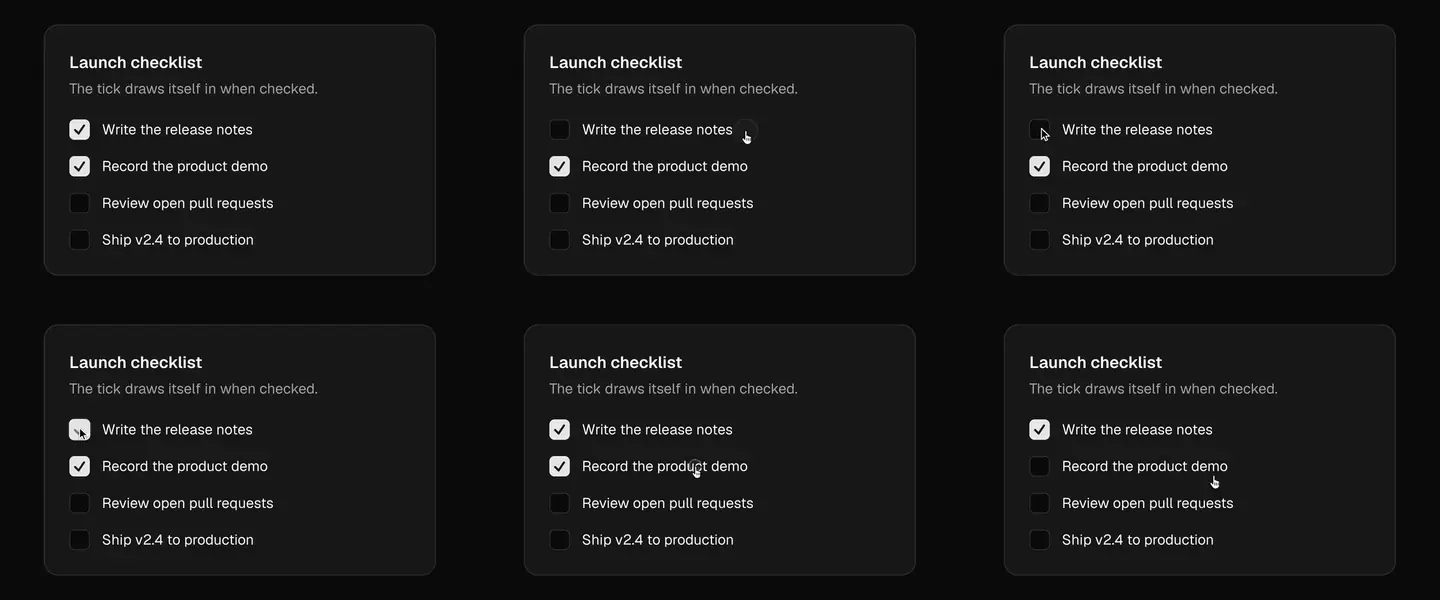 Launch checklist
The tick draws itself in when checked.
Write the release notes
Record the product demo
Review open pull requests
Ship v2.4 to production
Launch checklist
The tick draws itself in when checked.
Write the release notes
Record the product demo
Review open pull requests
Ship v2.4 to production
Launch checklist
The tick draws itself in when checked.
Write the release notes
Record the product demo
Review open pull requests
Ship v2.4 to production
Launch checklist
The tick draws itself in when checked.
Write the release notes
Record the product demo
Review open pull requests
Ship v2.4 to production
Launch checklist
The tick draws itself in when checked.
Write the release notes
Record the product demo
Review open pull requests
Ship v2.4 to production
Launch checklist
The tick draws itself in when checked.
Write the release notes
Record the product demo
Review open pull requests
Ship v2.4 to production